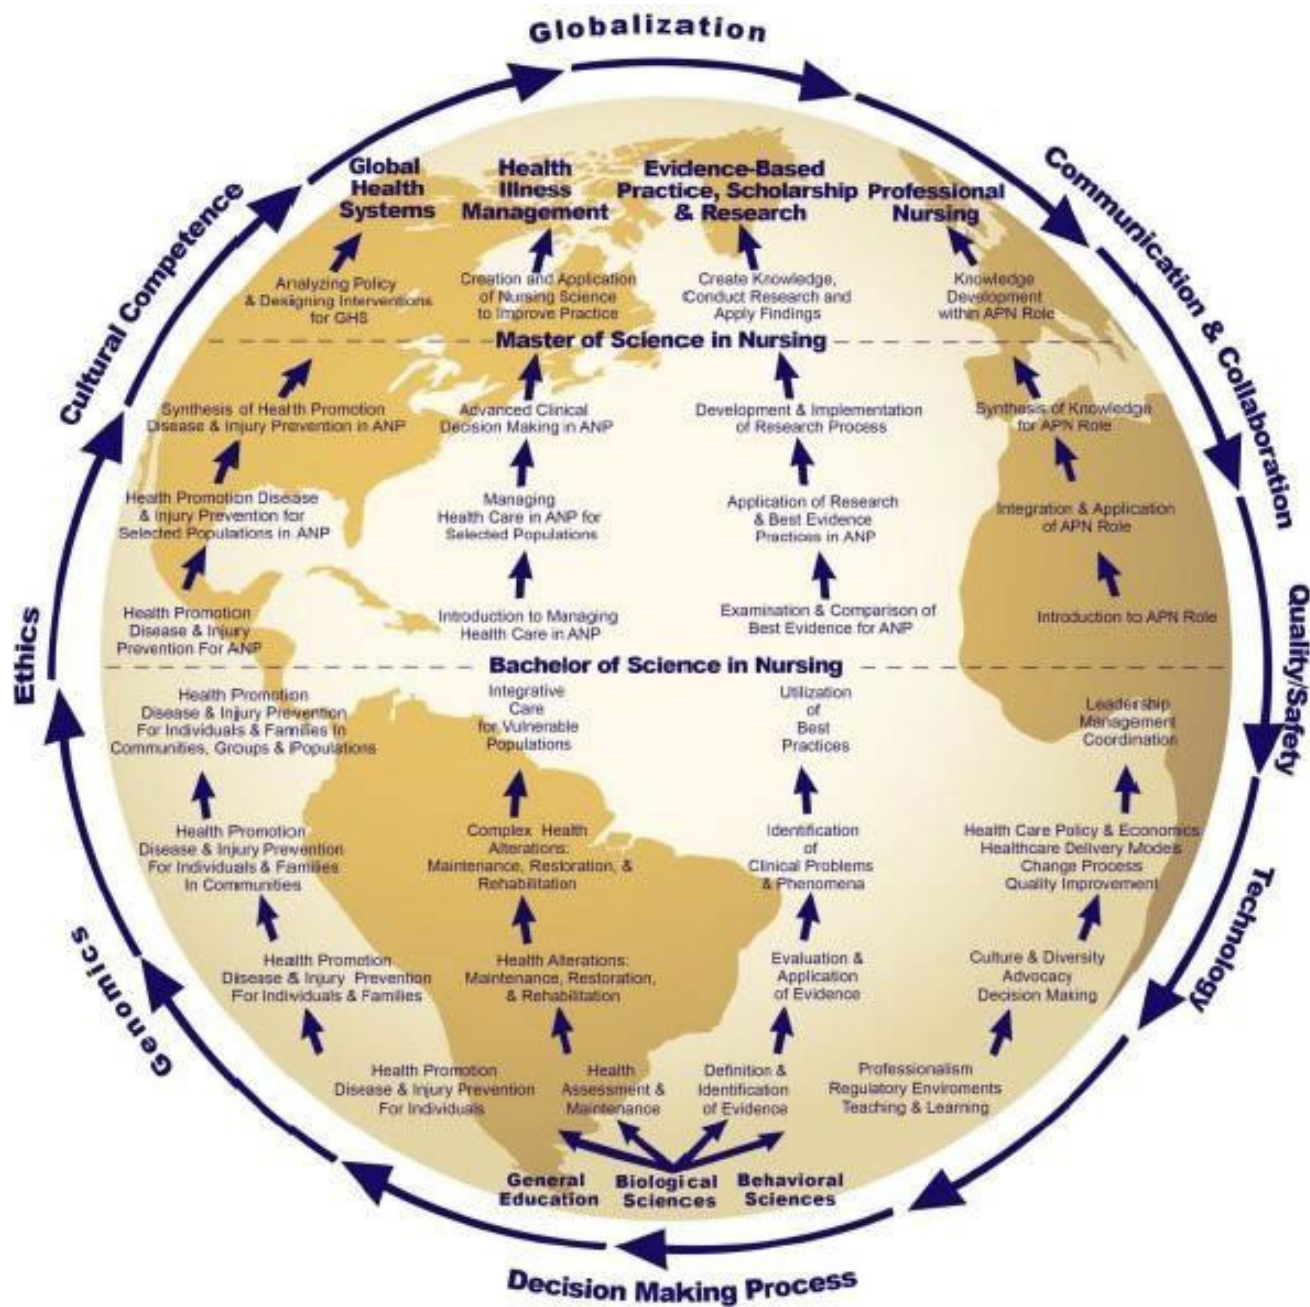 Globalization
Communication & Collaboration
Quality/Safety
Technology
Decision Making Process
Genomics
Ethics
Cultural Competence
Global
Health
Systems
Health
Illness
Management
Evidence-Based
Practice, Scholarship
& Research
Professional
Nursing
Analyzing Policy
& Designing Interventions
for GHS
Creation and Application
of Nursing Science
to Improve Practice
Create Knowledge,
Conduct Research and
Apply Findings
Knowledge
Development
within APN Role
Master of Science in Nursing
Synthesis of Health Promotion
Disease & Injury Prevention in ANP
Advanced Clinical
Decision Making in ANP
Development & Implementation
of Research Process
Synthesis of Knowledge
for APN Role
Health Promotion Disease
& Injury Prevention for
Selected Populations in ANP
Managing
Health Care in ANP for
Selected Populations
Application of Research
& Best Evidence
Practices in ANP
Integration & Application
of APN Role
Health Promotion
Disease & Injury
Prevention For ANP
Introduction to Managing
Health Care in ANP
Examination & Comparison of
Best Evidence for ANP
Introduction to APN Role
Bachelor of Science in Nursing
Health Promotion
Disease & Injury Prevention
For Individuals & Families In
Communities, Groups & Populations
Integrative
Care
for Vulnerable
Populations
Utilization
of
Best
Practices
Leadership
Management
Coordination
Health Promotion
Disease & Injury Prevention
For Individuals & Families
In Communities
Complex Health
Alterations:
Maintenance, Restoration, &
Rehabilitation
Identification
of
Clinical Problems
& Phenomena
Health Care Policy & Economics
Healthcare Delivery Models
Change Process
Quality Improvement
Health Promotion
Disease & Injury Prevention
For Individuals & Families
Health Alterations:
Maintenance, Restoration,
& Rehabilitation
Evaluation &
Application
of Evidence
Culture & Diversity
Advocacy
Decision Making
Health Promotion
Disease & Injury Prevention
For Individuals
Health
Assessment &
Maintenance
Definition &
Identification
of Evidence
Professionalism
Regulatory Enviroments
Teaching & Learning
General
Education
Biological
Sciences
Behavioral
Sciences